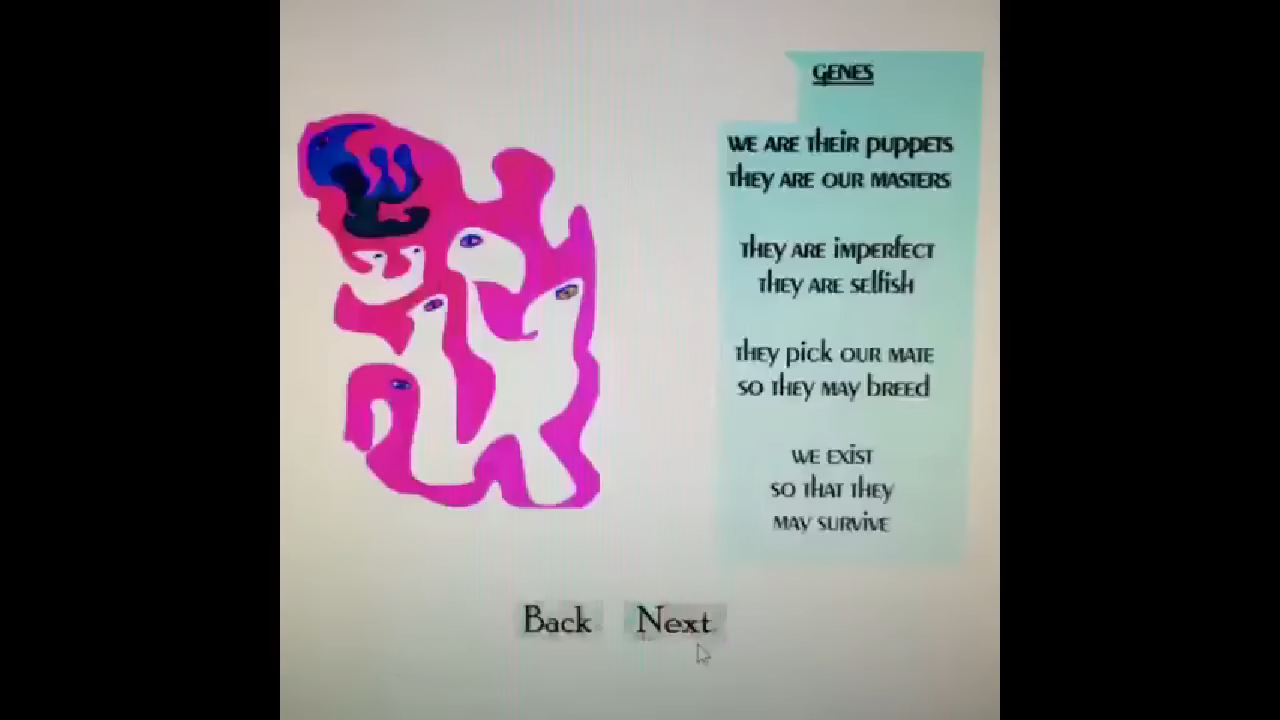 GENES
WE ARE THEIR PUPPETS
THEY ARE OUR MASTERS
THEY ARE IMPERFECT
THEY ARE SELFISH
THEY PICK OUR MATE
SO THEY MAY BREED
WE EXIST
SO THAT THEY
MAY SURVIVE
Back Next